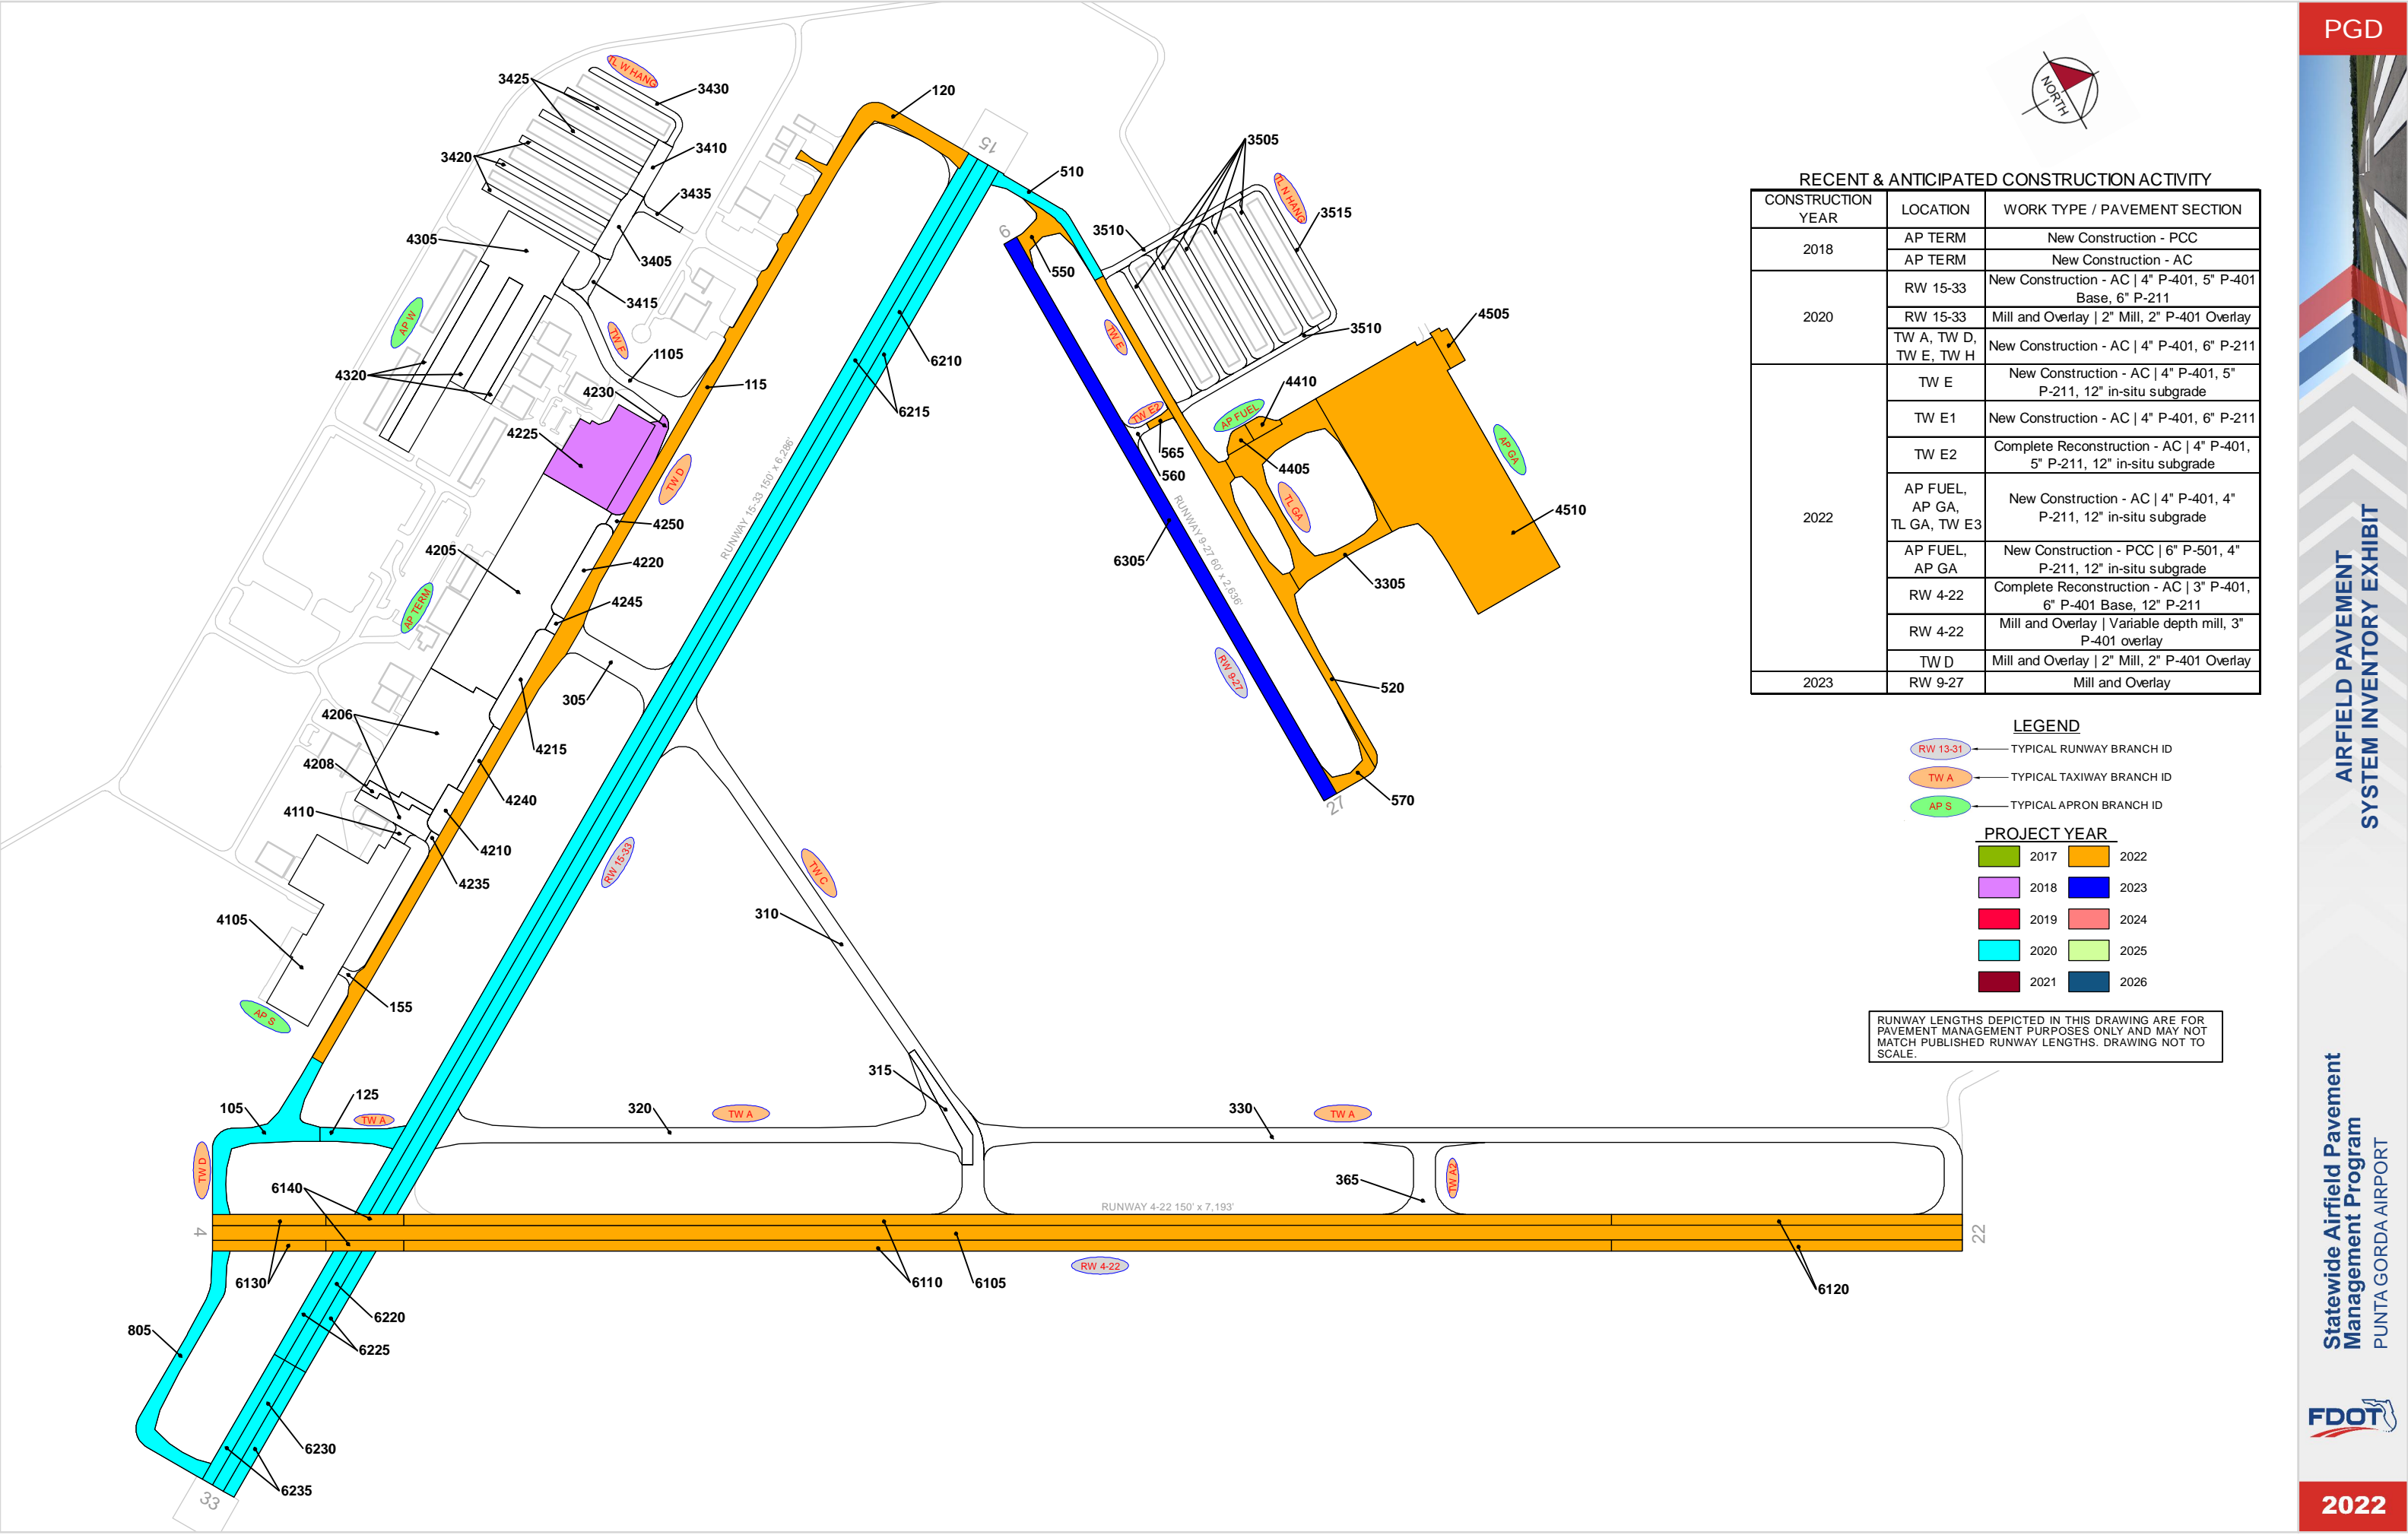 PGD
NORTH
RECENT & ANTICIPATED CONSTRUCTION ACTIVITY
CONSTRUCTION YEAR
LOCATION
WORK TYPE / PAVEMENT SECTION
2018
AP TERM
New Construction - PCC
AP TERM
New Construction - AC
2020
RW 15-33
New Construction - AC | 4" P-401, 5" P-401
Base, 6" P-211
RW 15-33
Mill and Overlay | 2" Mill, 2" P-401 Overlay
TW A, TW D,
TW E, TW H
New Construction - AC | 4" P-401, 6" P-211
2022
TW E
New Construction - AC | 4" P-401, 5"
P-211, 12" in-situ subgrade
TW E1
New Construction - AC | 4" P-401, 6" P-211
TW E2
Complete Reconstruction - AC | 4" P-401,
5" P-211, 12" in-situ subgrade
AP FUEL,
AP GA,
TL GA, TW E3
New Construction - AC | 4" P-401, 4"
P-211, 12" in-situ subgrade
AP FUEL,
AP GA
New Construction - PCC | 6" P-501, 4"
P-211, 12" in-situ subgrade
RW 4-22
Complete Reconstruction - AC | 3" P-401,
6" P-401 Base, 12" P-211
RW 4-22
Mill and Overlay | Variable depth mill, 3"
P-401 overlay
TW D
Mill and Overlay | 2" Mill, 2" P-401 Overlay
2023
RW 9-27
Mill and Overlay
LEGEND
RW 13-31
TYPICAL RUNWAY BRANCH ID
TW A
TYPICAL TAXIWAY BRANCH ID
AP S
TYPICAL APRON BRANCH ID
PROJECT YEAR
2017
2022
2018
2023
2019
2024
2020
2025
2021
2026
RUNWAY LENGTHS DEPICTED IN THIS DRAWING ARE FOR
PAVEMENT MANAGEMENT PURPOSES ONLY AND MAY NOT
MATCH PUBLISHED RUNWAY LENGTHS. DRAWING NOT TO
SCALE.
TL W HANG
3425
3430
3410
3420
3435
4305
3405
3415
AP W
TW F
1105
4320
4230
115
4225
TW D
4250
4205
4220
4245
AP TERM
305
4206
4215
4208
4240
4110
4210
4235
4105
155
AP S
120
15
510
9
550
3505
TL N HANG
3510
3515
3510
6210
6215
RUNWAY 15-33 150' x 6,286'
TW E
TW E2
565
560
AP FUEL
4410
4405
4505
AP GA
TL GA
4510
6305
RUNWAY 9-27 60' x 2,636'
3305
RW 9-27
520
570
27
RW 15-33
TW C
310
315
105
125
TW A
320
TW A
330
TW A
TW D
6140
365
TW A2
RUNWAY 4-22 150' x 7,193'
4
22
6130
6110
6105
RW 4-22
6120
6220
6225
805
6230
6235
33
AIRFIELD PAVEMENT
SYSTEM INVENTORY EXHIBIT
Statewide Airfield Pavement
Management Program
PUNTA GORDA AIRPORT
FDOT
2022